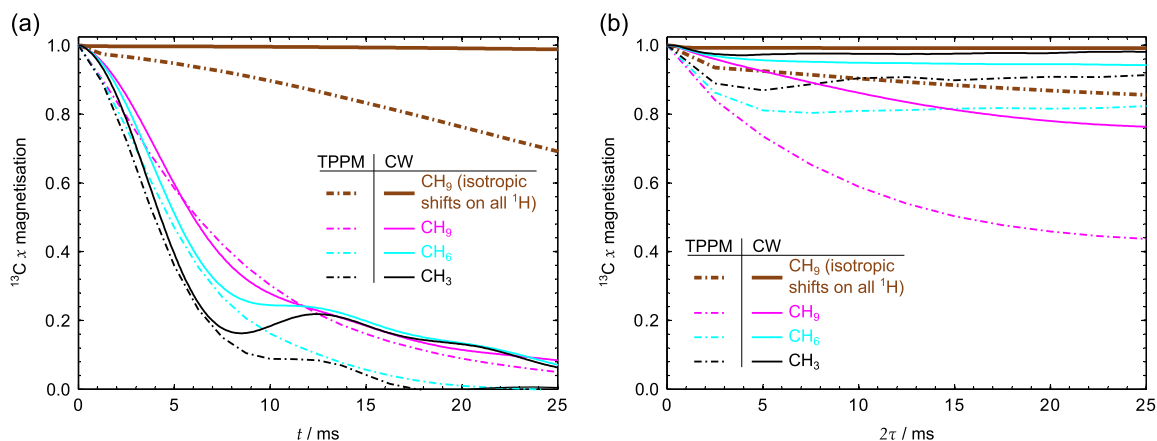 (a)
1.0
0.8
0.6
0.4
0.2
0.0
¹³C x magnetisation
0
5
10
15
20
25
t / ms
TPPM CW
CH₉ (isotropic
shifts on all ¹H)
CH₉
CH₆
CH₃
(b)
1.0
0.8
0.6
0.4
0.2
0.0
¹³C x magnetisation
0
5
10
15
20
25
2τ / ms
TPPM CW
CH₉ (isotropic
shifts on all ¹H)
CH₉
CH₆
CH₃